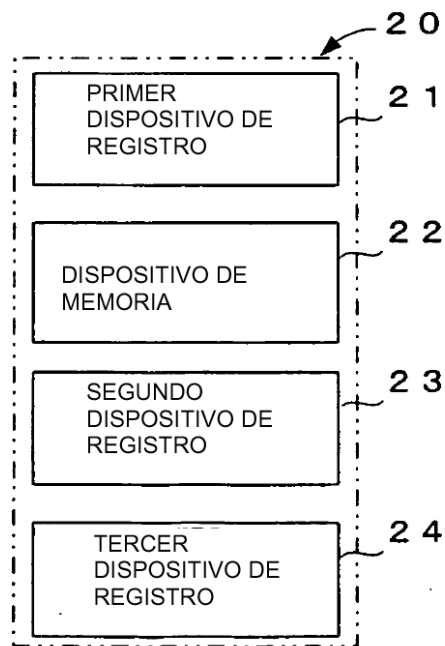 20
PRIMER
DISPOSITIVO DE
REGISTRO
21
DISPOSITIVO DE
MEMORIA
22
SEGUNDO
DISPOSITIVO DE
REGISTRO
23
TERCER
DISPOSITIVO DE
REGISTRO
24